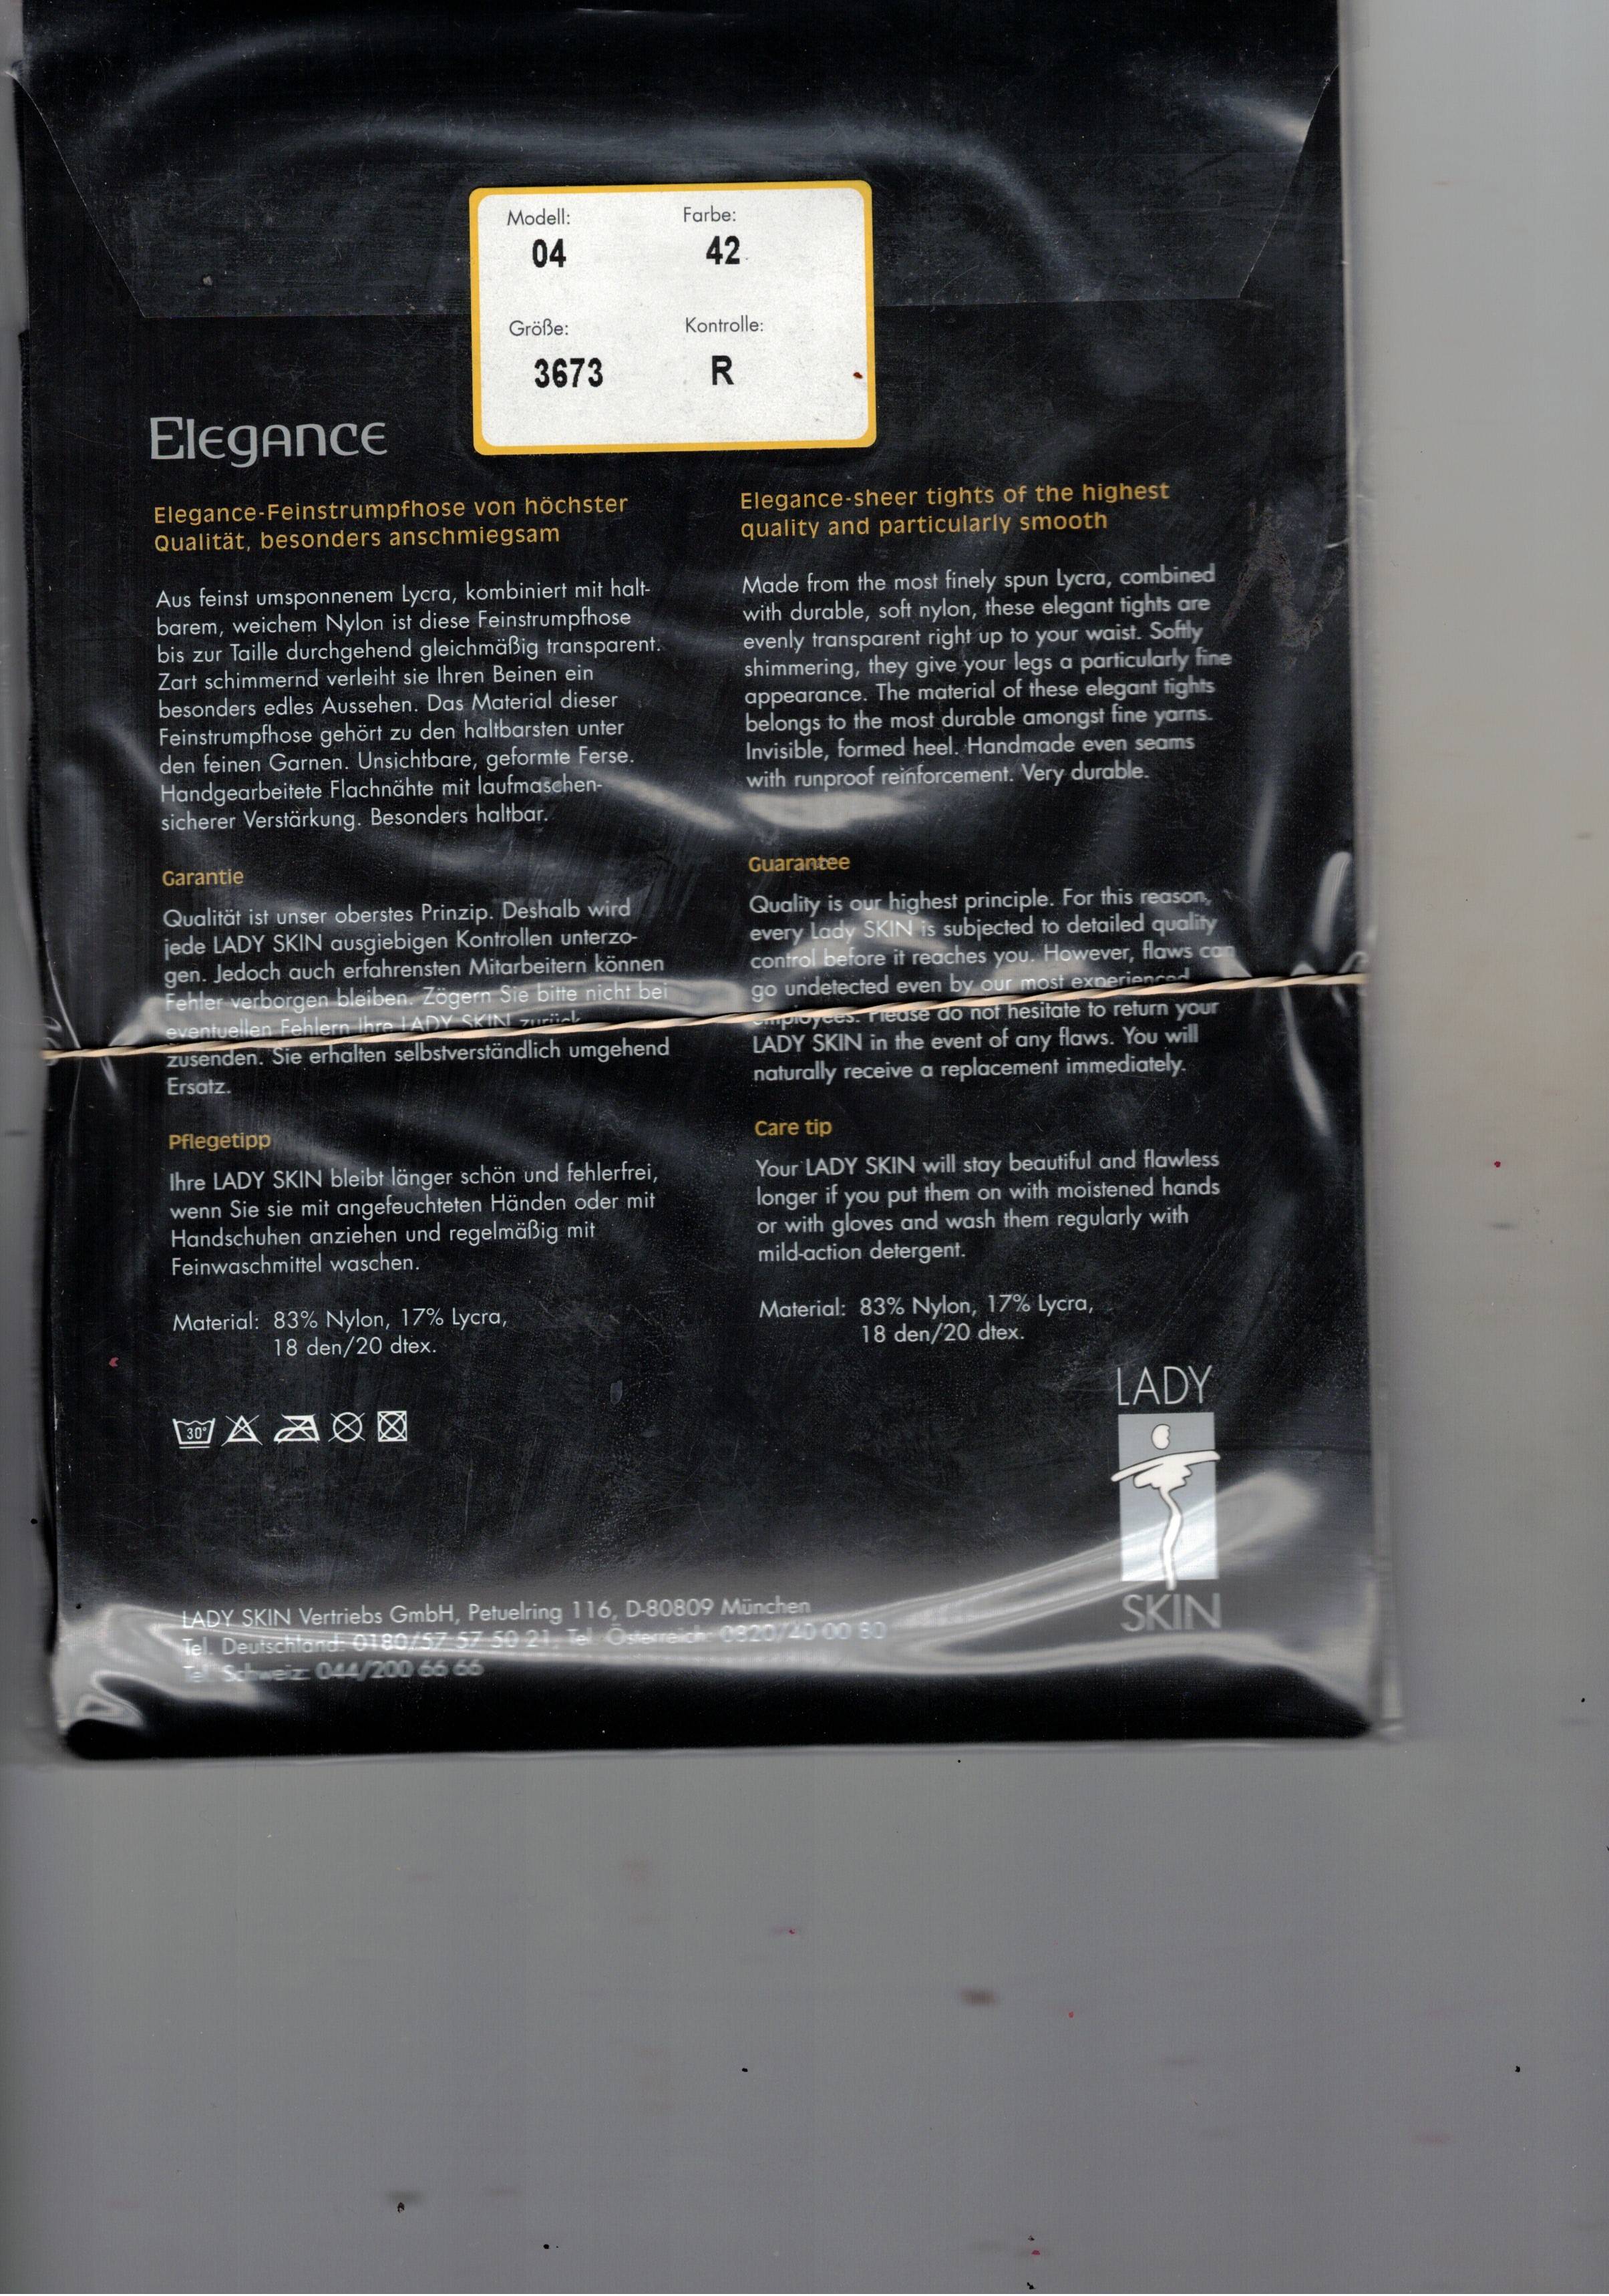 Modell: Farbe:
04 42
Größe: Kontrolle:
3673 R
Elegance
Elegance-Feinstrumpfhose von höchster
Qualität, besonders anschmiegsam
Aus feinst umsponnenem Lycra, kombiniert mit halt-
barem, weichem Nylon ist diese Feinstrumpfhose
bis zur Taille durchgehend gleichmäßig transparent.
Zart schimmernd verleiht sie Ihren Beinen ein
besonders edles Aussehen. Das Material dieser
Feinstrumpfhose gehört zu den haltbarsten unter
den feinen Garnen. Unsichtbare, geformte Ferse.
Handgearbeitete Flachnähte mit laufmaschen-
sicherer Verstärkung. Besonders haltbar.
Garantie
Qualität ist unser oberstes Prinzip. Deshalb wird
jede LADY SKIN ausgiebigen Kontrollen unterzo-
gen. Jedoch auch erfahrensten Mitarbeitern können
Fehler verborgen bleiben. Zögern Sie bitte nicht bei
eventuellen Fehlern Ihre LADY SKIN zurück
zusenden. Sie erhalten selbstverständlich umgehend
Ersatz.
Pflegetipp
Ihre LADY SKIN bleibt länger schön und fehlerfrei,
wenn Sie sie mit angefeuchteten Händen oder mit
Handschuhen anziehen und regelmäßig mit
Feinwaschmittel waschen.
Material: 83% Nylon, 17% Lycra,
18 den/20 dtex.
30°
Elegance-sheer tights of the highest
quality and particularly smooth
Made from the most finely spun Lycra, combined
with durable, soft nylon, these elegant tights are
evenly transparent right up to your waist. Softly
shimmering, they give your legs a particularly fine
appearance. The material of these elegant tights
belongs to the most durable amongst fine yarns.
Invisible, formed heel. Handmade even seams
with runproof reinforcement. Very durable.
Guarantee
Quality is our highest principle. For this reason,
every Lady SKIN is subjected to detailed quality
control before it reaches you. However, flaws can
go undetected even by our most experienced
employees. Please do not hesitate to return your
LADY SKIN in the event of any flaws. You will
naturally receive a replacement immediately.
Care tip
Your LADY SKIN will stay beautiful and flawless
longer if you put them on with moistened hands
or with gloves and wash them regularly with
mild-action detergent.
Material: 83% Nylon, 17% Lycra,
18 den/20 dtex.
LADY
SKIN
LADY SKIN Vertriebs GmbH, Petuelring 116, D-80809 München
Tel. Deutschland: 0180/57 57 50 21, Tel. Österreich: 0820/40 00 80
Tel. Schweiz: 044/200 66 66